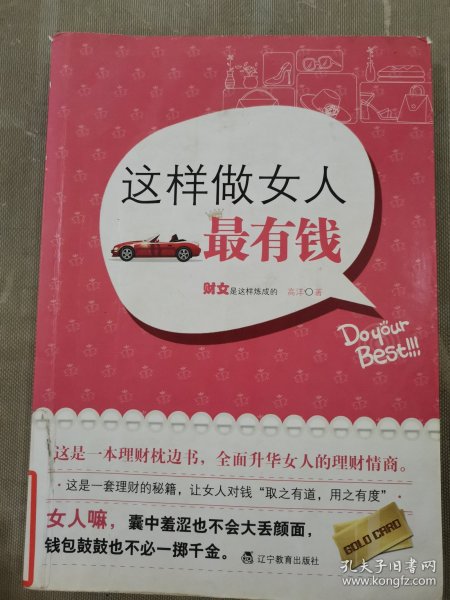 这样做女人
最有钱
财女是这样炼成的 高洋○著
Do your
Best!!!
这是一本理财枕边书，全面升华女人的理财情商。
·这是一套理财的秘籍，让女人对钱“取之有道，用之有度”·
女人嘛，囊中羞涩也不会大丢颜面，
钱包鼓鼓也不必一掷千金。
辽宁教育出版社
GOLD CARD
孔夫子旧书网
www.kongfz.com